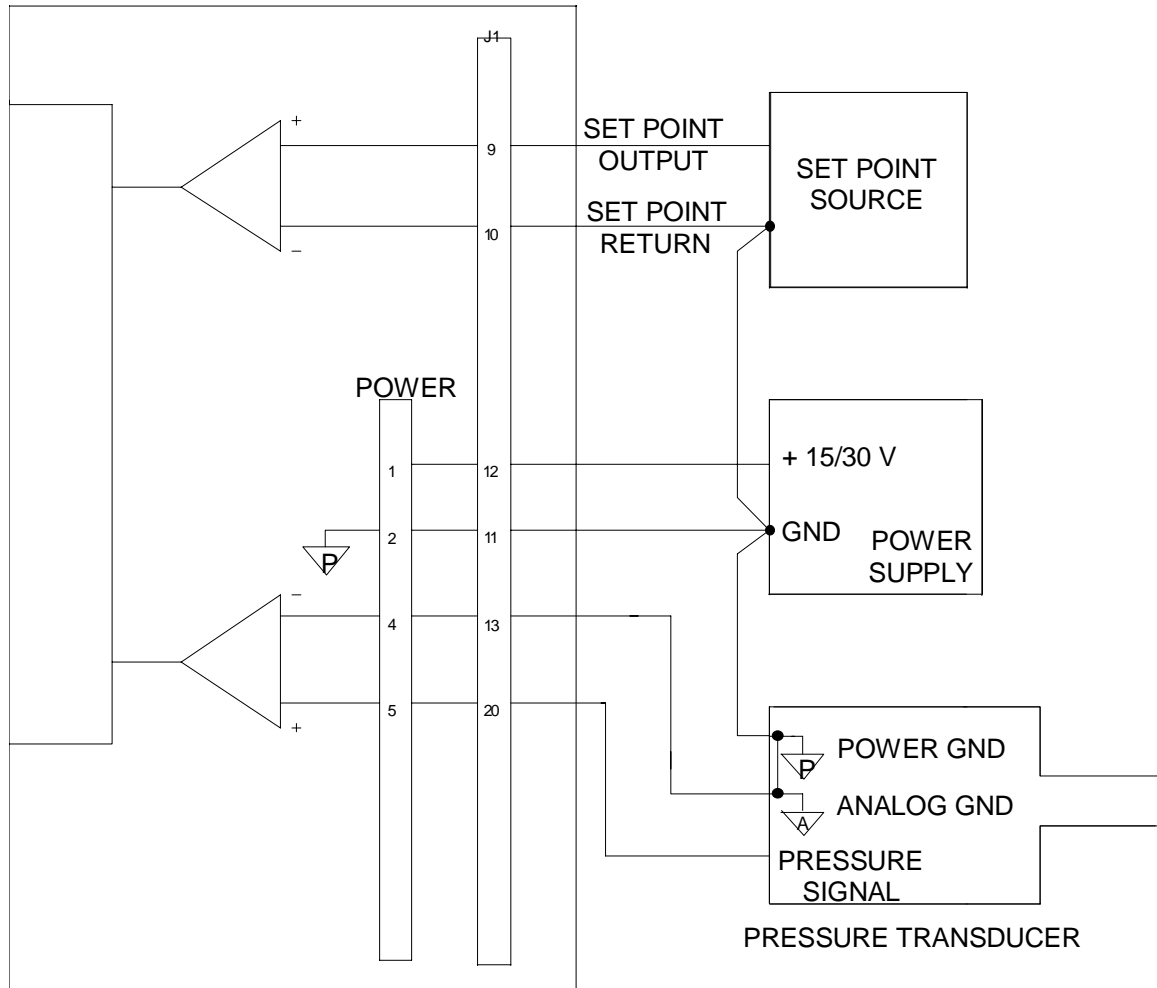 J1
+
SET POINT
OUTPUT
9
SET POINT
SOURCE
SET POINT
RETURN
10
–
POWER
+ 15/30 V
1
12
GND
2
11
P
POWER
SUPPLY
–
4
13
5
20
+
POWER GND
P
ANALOG GND
A
PRESSURE
SIGNAL
PRESSURE TRANSDUCER